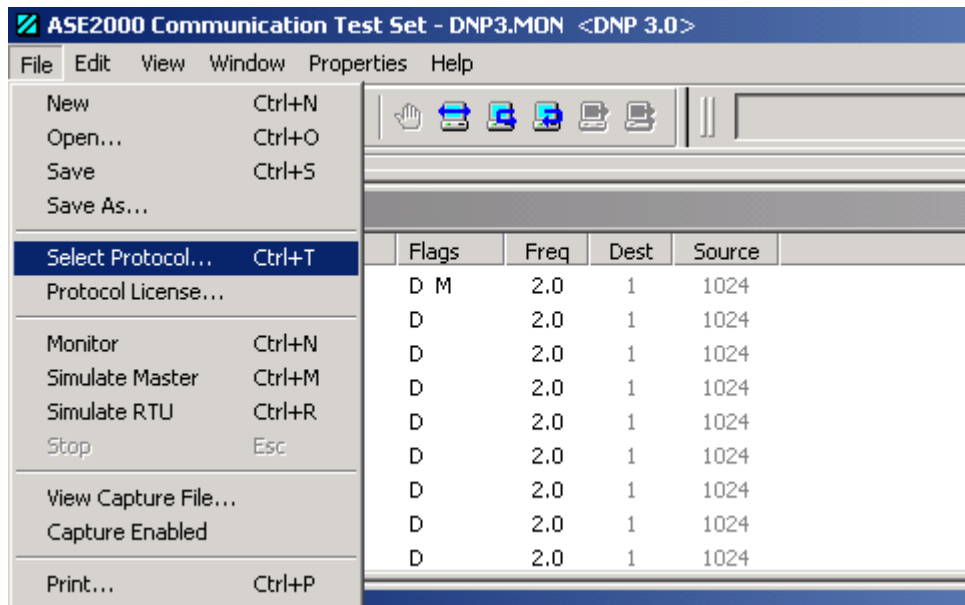 ASE2000 Communication Test Set - DNP3.MON <DNP 3.0>
File Edit View Window Properties Help
New Ctrl+N
Open... Ctrl+O
Save Ctrl+S
Save As...
Select Protocol... Ctrl+T
Protocol License...
Monitor Ctrl+N
Simulate Master Ctrl+M
Simulate RTU Ctrl+R
Stop Esc
View Capture File...
Capture Enabled
Print... Ctrl+P
Flags Freq Dest Source
D M 2.0 1 1024
D 2.0 1 1024
D 2.0 1 1024
D 2.0 1 1024
D 2.0 1 1024
D 2.0 1 1024
D 2.0 1 1024
D 2.0 1 1024
D 2.0 1 1024